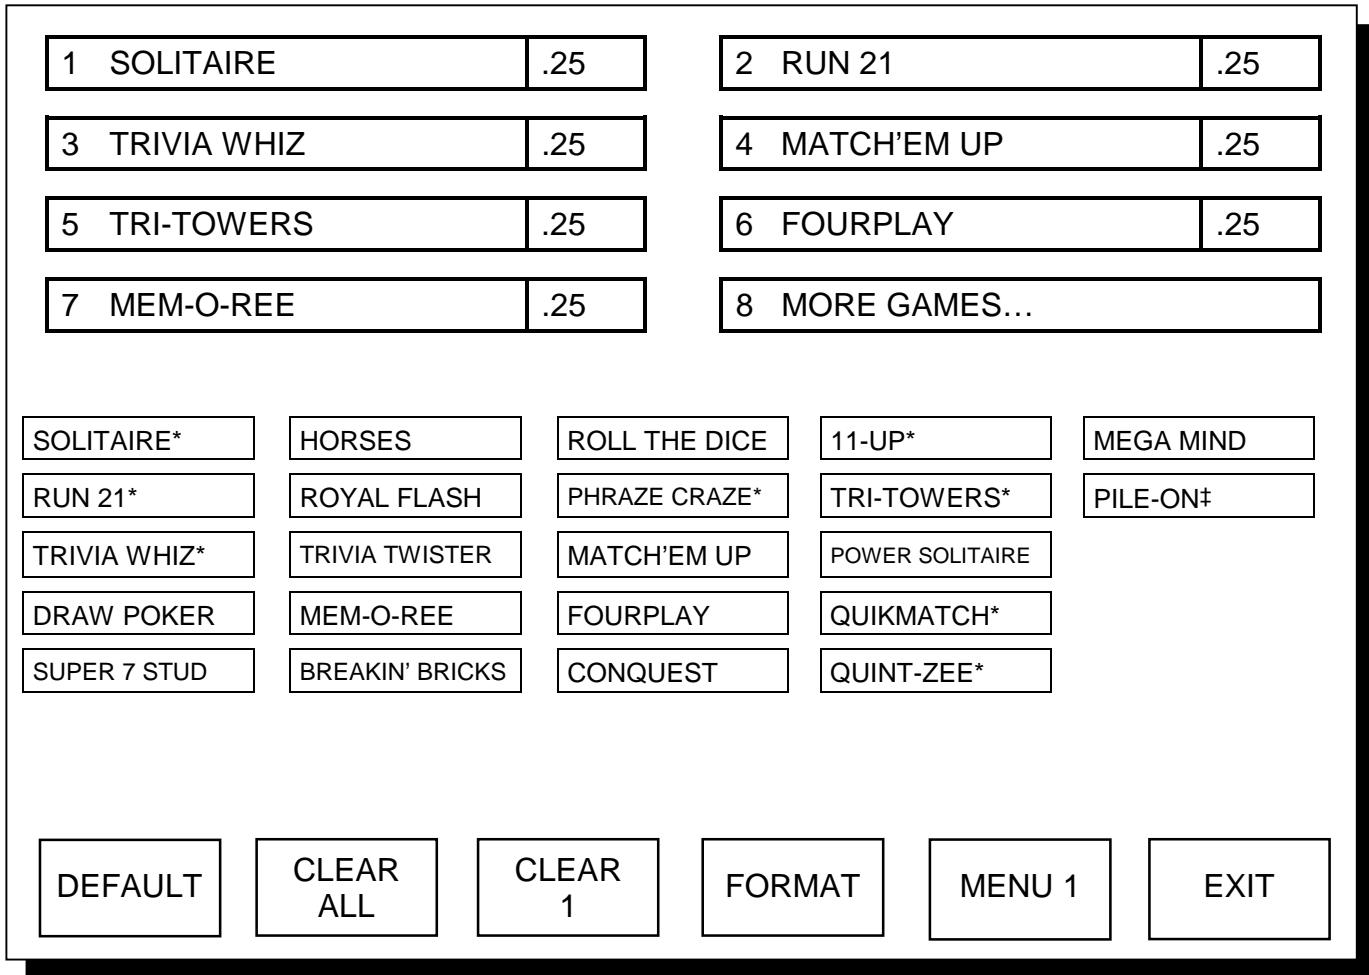 1 SOLITAIRE .25 2 RUN 21 .25
3 TRIVIA WHIZ .25 4 MATCH’EM UP .25
5 TRI-TOWERS .25 6 FOURPLAY .25
7 MEM-O-REE .25 8 MORE GAMES…
SOLITAIRE* HORSES ROLL THE DICE 11-UP* MEGA MIND
RUN 21* ROYAL FLASH PHRAZE CRAZE* TRI-TOWERS* PILE-ON‡
TRIVIA WHIZ* TRIVIA TWISTER MATCH’EM UP POWER SOLITAIRE
DRAW POKER MEM-O-REE FOURPLAY QUIKMATCH*
SUPER 7 STUD BREAKIN’ BRICKS CONQUEST QUINT-ZEE*
DEFAULT CLEAR ALL CLEAR 1 FORMAT MENU 1 EXIT